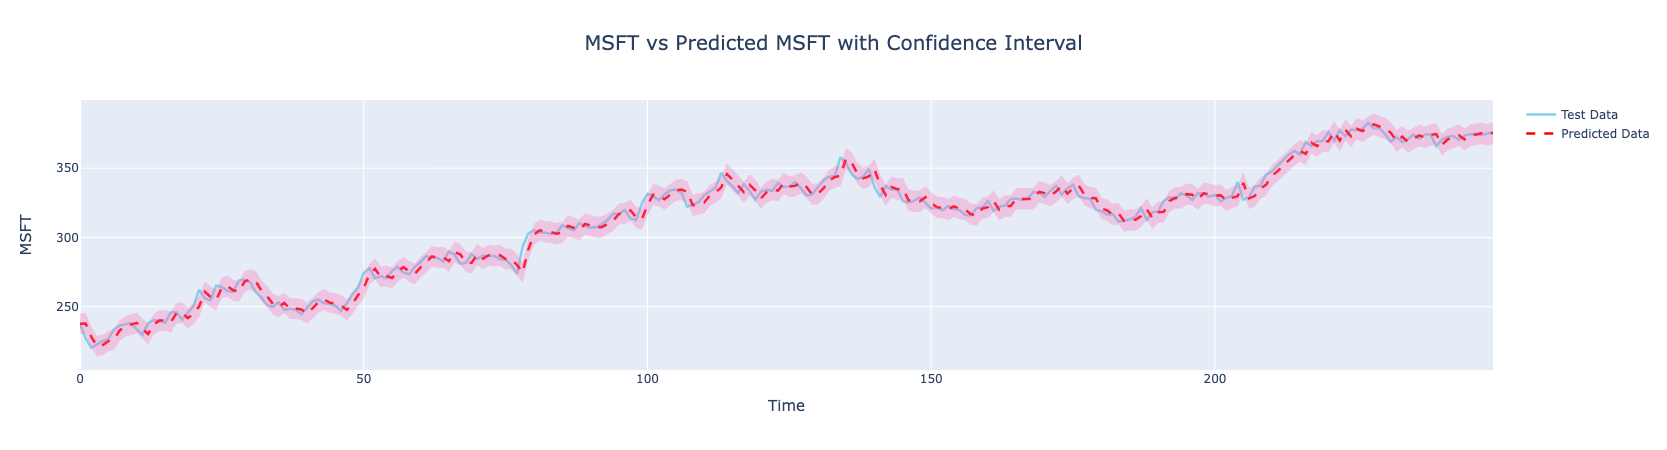 MSFT vs Predicted MSFT with Confidence Interval
Test Data
Predicted Data
MSFT
350
300
250
0
50
100
150
200
Time